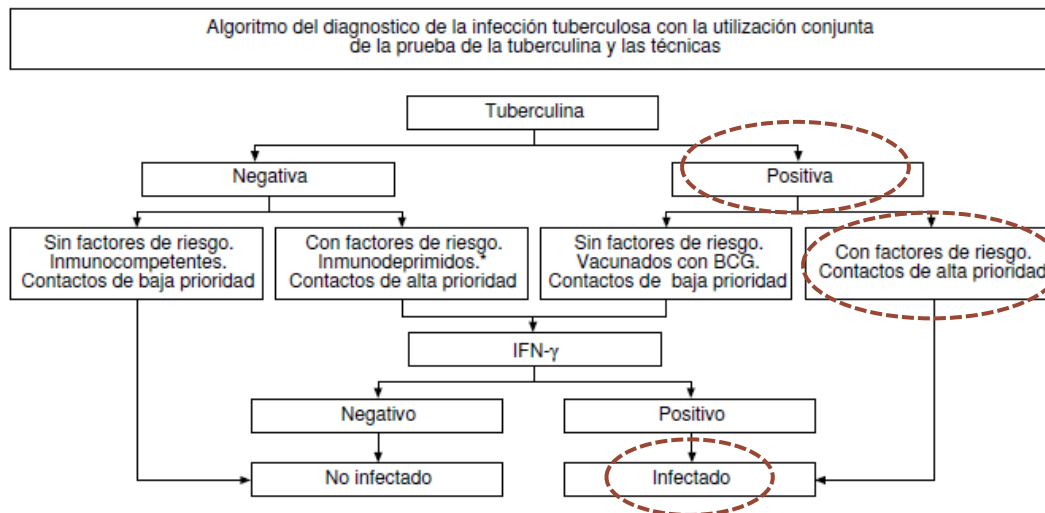 Algoritmo del diagnostico de la infección tuberculosa con la utilización conjunta
de la prueba de la tuberculina y las técnicas
Tuberculina
Negativa
Positiva
Sin factores de riesgo.
Inmunocompetentes.
Contactos de baja prioridad
Con factores de riesgo.
Inmunodeprimidos.*
Contactos de alta prioridad
Sin factores de riesgo.
Vacunados con BCG.
Contactos de baja prioridad
Con factores de riesgo.
Contactos de alta prioridad
IFN-γ
Negativo
Positivo
No infectado
Infectado